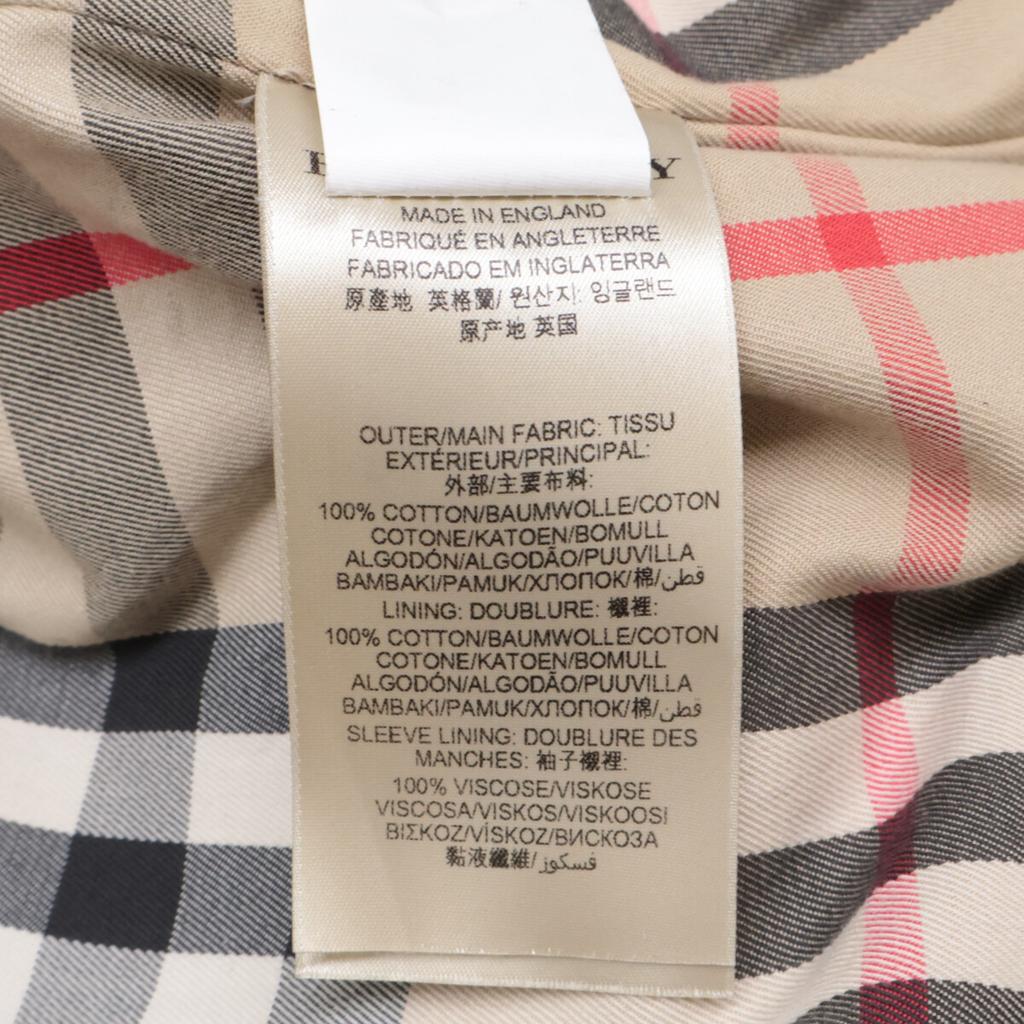 MADE IN ENGLAND
FABRIQUÉ EN ANGLETERRE
FABRICADO EM INGLATERRA
原產地 英格蘭/ 원산지: 잉글랜드
原产地 英国
OUTER/MAIN FABRIC: TISSU
EXTÉRIEUR/PRINCIPAL:
外部/主要布料:
100% COTTON/BAUMWOLLE/COTON
COTONE/KATOEN/BOMULL
ALGODÓN/ALGODÃO/PUUVILLA
BAMBAKI/PAMUK/ХЛОПОК/棉/قطن
LINING: DOUBLURE: 襯裡:
100% COTTON/BAUMWOLLE/COTON
COTONE/KATOEN/BOMULL
ALGODÓN/ALGODÃO/PUUVILLA
BAMBAKI/PAMUK/ХЛОПОК/棉/قطن
SLEEVE LINING: DOUBLURE DES
MANCHES: 袖子襯裡:
100% VISCOSE/VISKOSE
VISCOSA/VISKOS/VISKOOSI
ΒΙΣΚΟΖ/VİSKOZ/ВИСКОЗА
黏液纖維/فسكوز